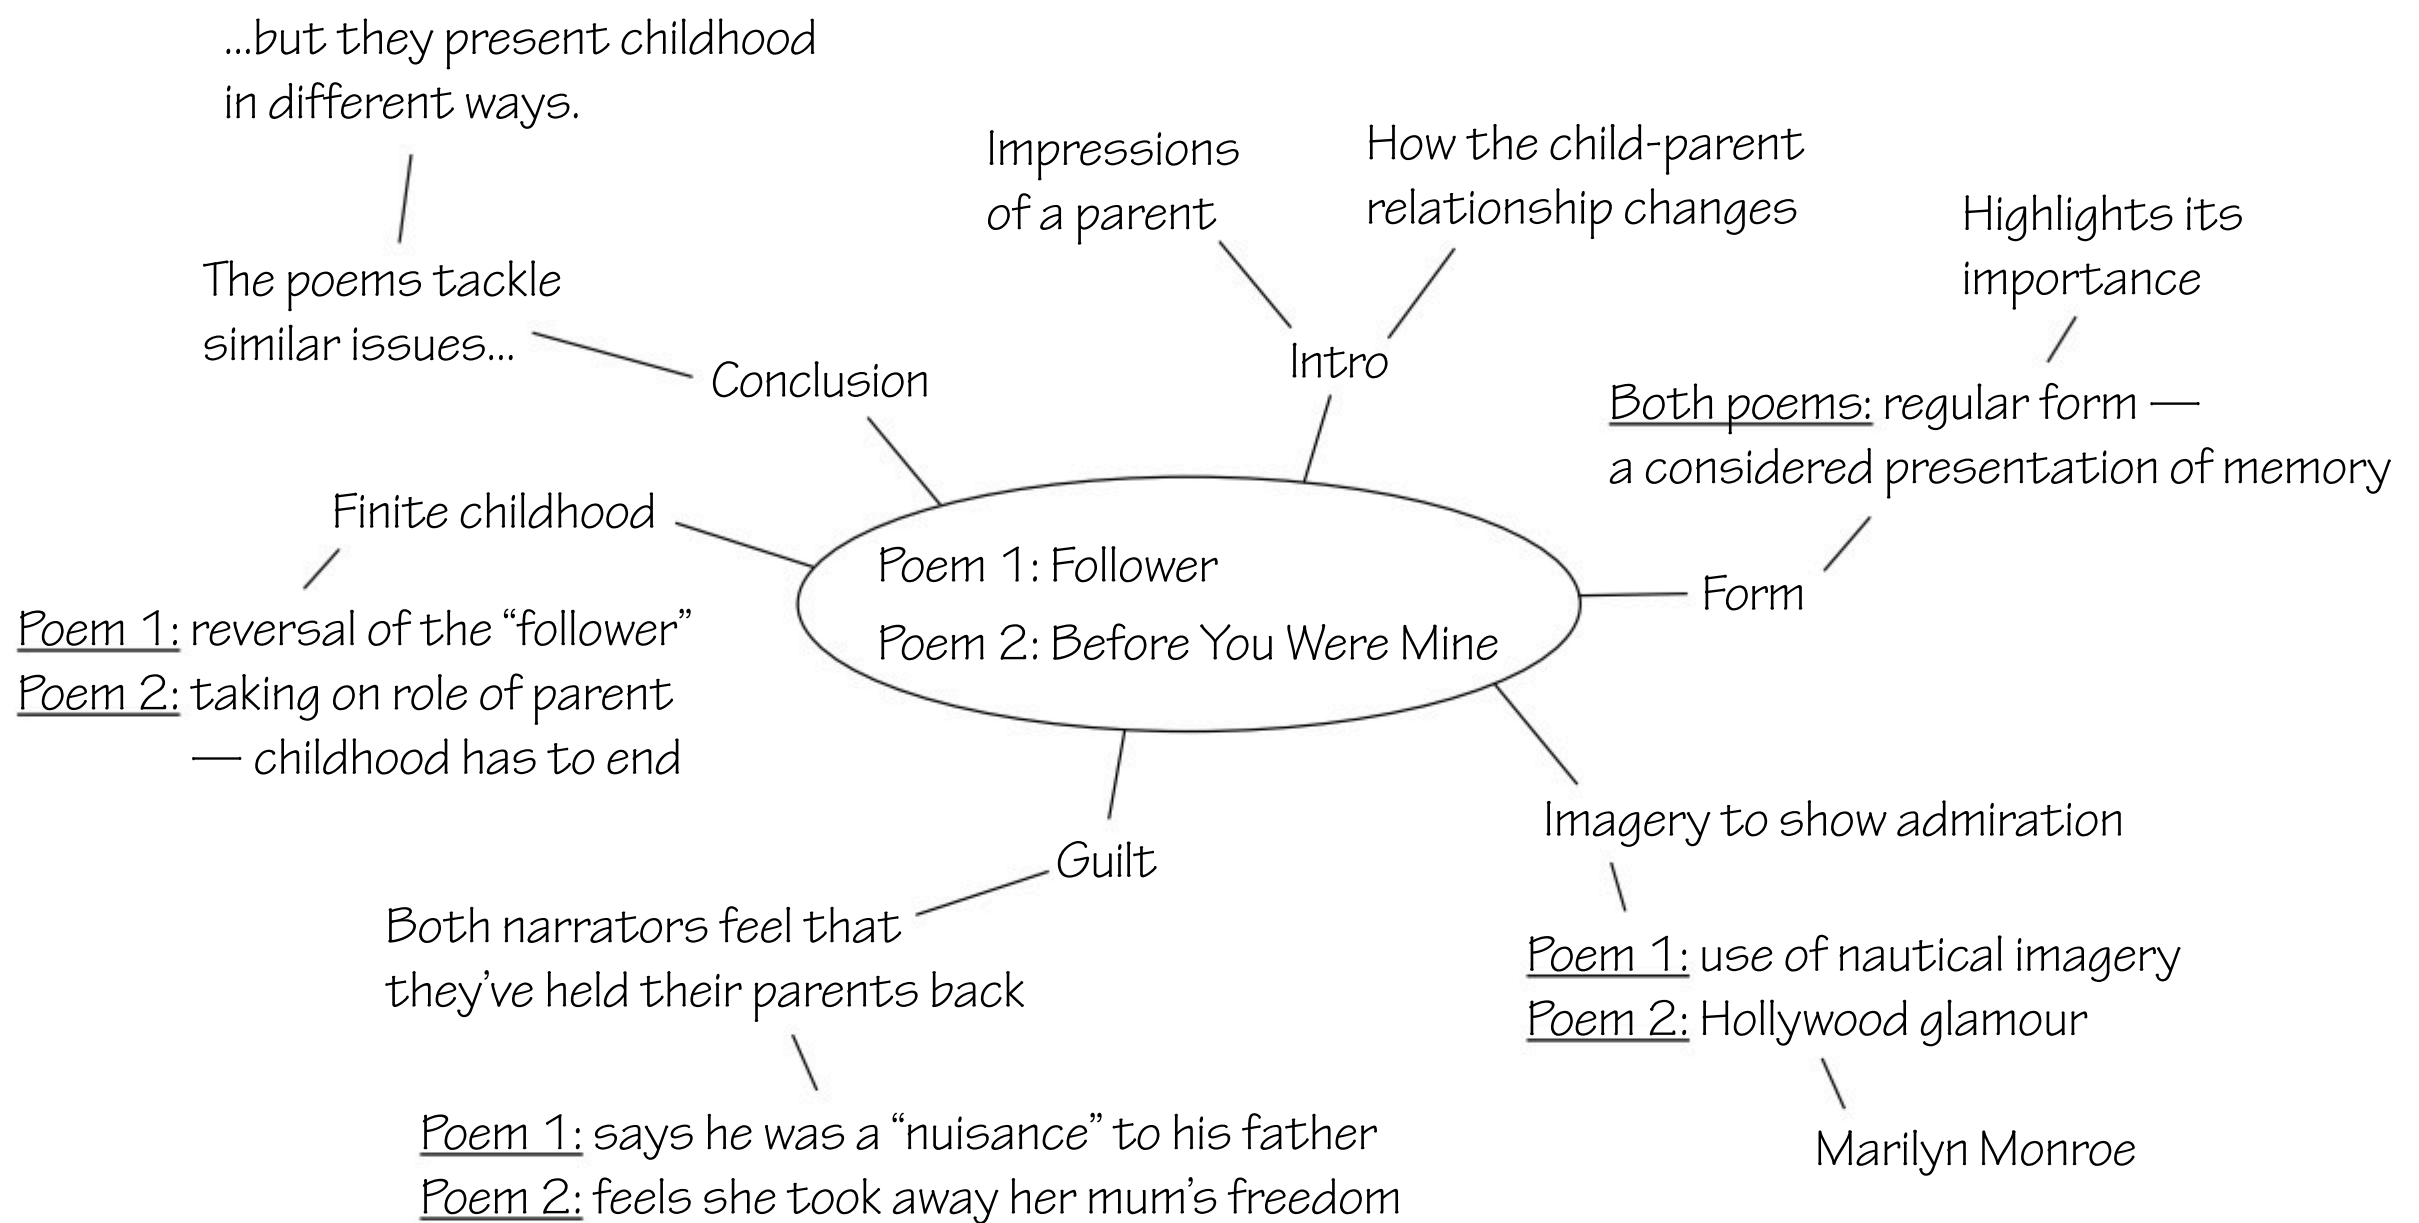 ...but they present childhood
in different ways.
The poems tackle
similar issues...
Conclusion
Impressions
of a parent
How the child-parent
relationship changes
Intro
Highlights its
importance
Both poems: regular form —
a considered presentation of memory
Form
Finite childhood
Poem 1: reversal of the “follower”
Poem 2: taking on role of parent
— childhood has to end
Poem 1: Follower
Poem 2: Before You Were Mine
Guilt
Both narrators feel that
they’ve held their parents back
Poem 1: says he was a “nuisance” to his father
Poem 2: feels she took away her mum’s freedom
Imagery to show admiration
Poem 1: use of nautical imagery
Poem 2: Hollywood glamour
Marilyn Monroe